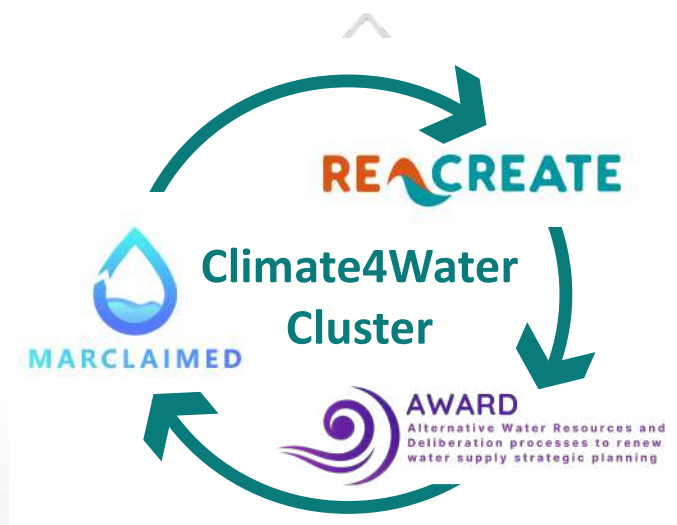 RE CREATE
Climate4Water
Cluster
MARCLAIMED
AWARD
Alternative Water Resources and
Deliberation processes to renew
water supply strategic planning